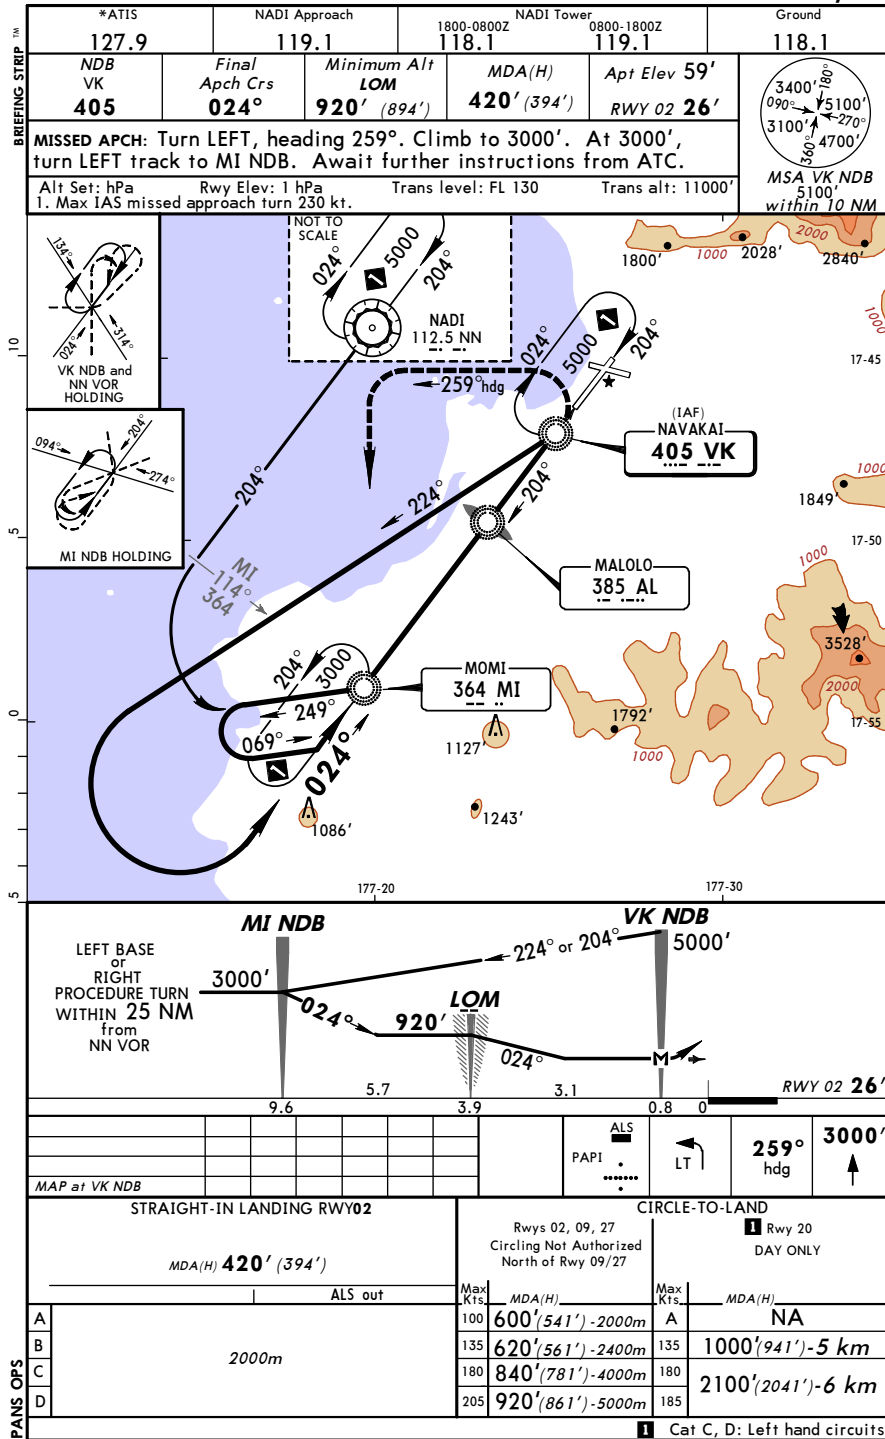 *ATIS
127.9
NADI Approach
119.1
NADI Tower
1800-0800Z
118.1
0800-1800Z
119.1
Ground
118.1
BRIEFING STRIP TM
NDB
VK
405
Final
Apch Crs
024°
Minimum Alt
LOM
920' (894')
MDA(H)
420' (394')
Apt Elev 59'
RWY 02 26'
3400'
180°
090°
5100'
270°
3100'
4700'
360°
MSA VK NDB
5100'
within 10 NM
MISSED APCH: Turn LEFT, heading 259°. Climb to 3000'. At 3000',
turn LEFT track to MI NDB. Await further instructions from ATC.
Alt Set: hPa Rwy Elev: 1 hPa Trans level: FL 130 Trans alt: 11000'
1. Max IAS missed approach turn 230 kt.
134°
024°
314°
VK NDB and
NN VOR
HOLDING
204°
094°
274°
MI NDB HOLDING
NOT TO
SCALE
024°
1
5000
204°
NADI
112.5 NN
1800'
1000
2028'
2000
2840'
1000
10
17-45
024°
5000
1
204°
259° hdg
(IAF)
NAVAKAI
405 VK
204°
204°
224°
1849'
1000
5
17-50
MI
114°
364
MALOLO
385 AL
1000
3528'
2000
204°
3000
MOMI
364 MI
249°
069°
1
024°
1127'
1792'
1000
0
17-55
1086'
1243'
5
177-20
177-30
MI NDB
VK NDB
LEFT BASE
or
RIGHT
PROCEDURE TURN
WITHIN 25 NM
from
NN VOR
3000'
224° or 204°
5000'
024°
920'
LOM
024°
M
RWY 02 26'
5.7
3.1
9.6
3.9
0.8
0
MAP at VK NDB
ALS
PAPI
LT
259°
hdg
3000'
STRAIGHT-IN LANDING RWY02
MDA(H) 420' (394')
ALS out
A
B
C
D
2000m
CIRCLE-TO-LAND
Rwys 02, 09, 27
Circling Not Authorized
North of Rwy 09/27
1 Rwy 20
DAY ONLY
Max
Kts
MDA(H)
Max
Kts
MDA(H)
100 600' (541') -2000m A NA
135 620' (561') -2400m 135 1000' (941')-5 km
180 840' (781') -4000m 180
2100' (2041')-6 km
205 920' (861') -5000m 185
1 Cat C, D: Left hand circuits
PANS OPS